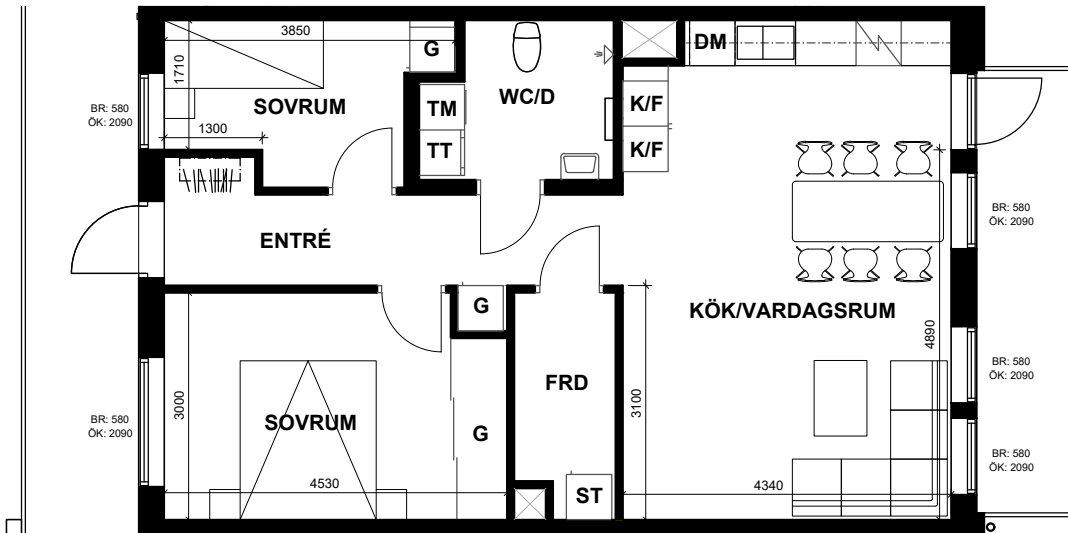 3850
G
DM
1710
SOVRUM
BR: 580
ÖK: 2090
1300
TM
TT
WC/D
K/F
K/F
ENTRÉ
BR: 580
ÖK: 2090
KÖK/VARDAGSRUM
4890
G
FRD
3100
BR: 580
ÖK: 2090
3000
SOVRUM
G
BR: 580
ÖK: 2090
4530
ST
4340
BR: 580
ÖK: 2090